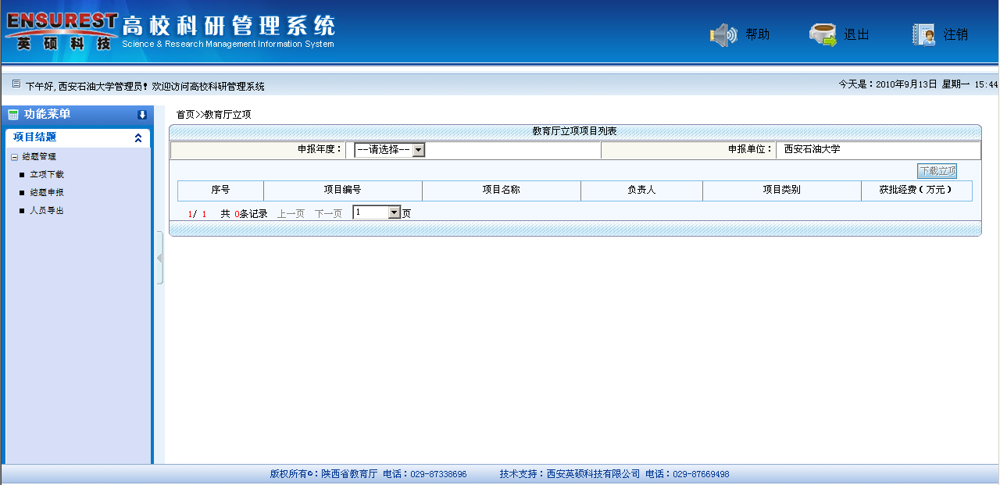 ENSUREST
英硕科技
高校科研管理系统
Science & Research Management Information System
帮助 退出 注销
下午好, 西安石油大学管理员! 欢迎访问高校科研管理系统 今天是：2010年9月13日 星期一 15:44
功能菜单
项目结题
结题管理
立项下载
结题申报
人员导出
首页>>教育厅立项
教育厅立项项目列表
申报年度： --请选择-- 申报单位： 西安石油大学
下载立项
序号 项目编号 项目名称 负责人 项目类别 获批经费（万元）
1/ 1 共 0条记录 上一页 下一页 1 页
版权所有©：陕西省教育厅 电话：029-87338696 技术支持：西安英硕科技有限公司 电话：029-87669498